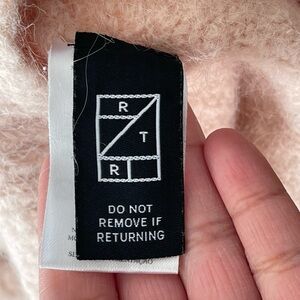 R
T
R
DO NOT
REMOVE IF
RETURNING